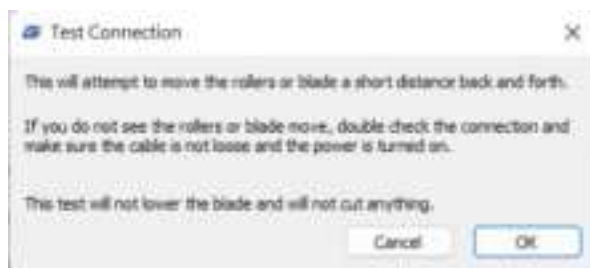 Test Connection
This will attempt to move the rollers or blade a short distance back and forth.
If you do not see the rollers or blade move, double check the connection and
make sure the cable is not loose and the power is turned on.
This test will not lower the blade and will not cut anything.
Cancel OK